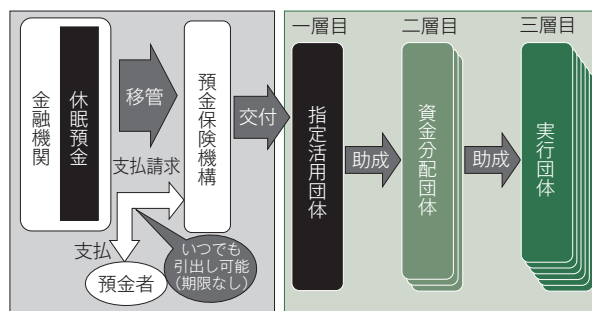 金融機関
休眠預金
移管
預金保険機構
支払請求
支払
預金者
いつでも
引出し可能
(期限なし)
交付
一層目
指定活用団体
助成
二層目
資金分配団体
助成
三層目
実行団体